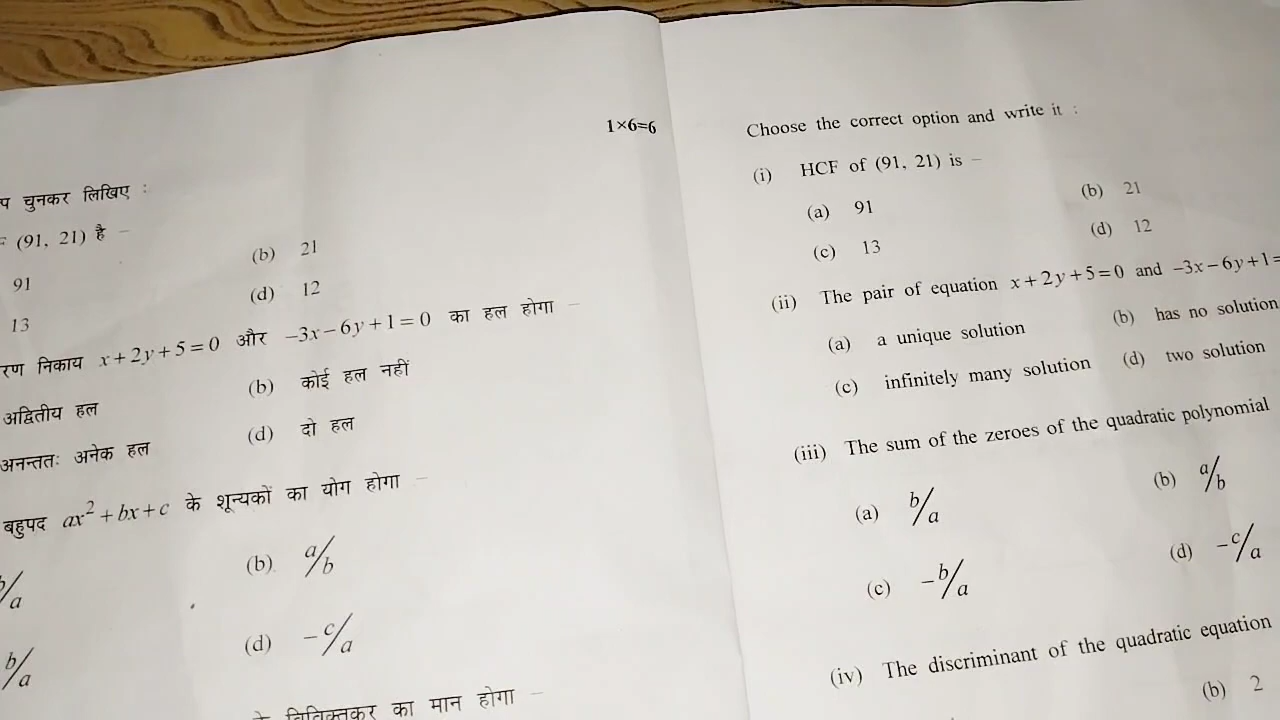 1×6=6
चुनकर लिखिए :
(91, 21) है –
91
(b) 21
13
(d) 12
निकाय x+2y+5=0 और -3x-6y+1=0 का हल होगा –
अद्वितीय हल
(b) कोई हल नहीं
अनन्ततः अनेक हल
(d) दो हल
बहुपद ax²+bx+c के शून्यकों का योग होगा –
b/a
(b) a/b
b/a
(d) -c/a
का मान होगा –
Choose the correct option and write it :
(i) HCF of (91, 21) is –
(a) 91
(b) 21
(c) 13
(d) 12
(ii) The pair of equation x+2y+5=0 and -3x-6y+1=
(a) a unique solution
(b) has no solution
(c) infinitely many solution
(d) two solution
(iii) The sum of the zeroes of the quadratic polynomial
(a) b/a
(b) a/b
(c) -b/a
(d) -c/a
(iv) The discriminant of the quadratic equation
(b) 2